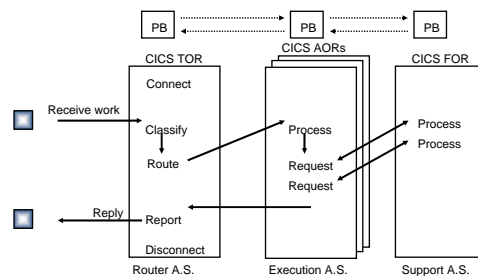 PB PB PB
CICS AORs
CICS TOR CICS FOR
Connect
Receive work
Classify Process Process
Process
Route Request
Request
Reply Report
Disconnect
Router A.S. Execution A.S. Support A.S.